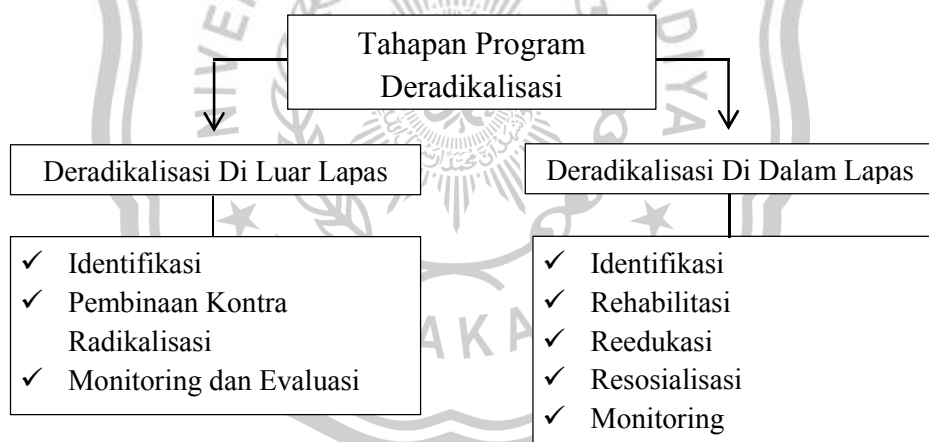 Tahapan Program
Deradikalisasi
Deradikalisasi Di Luar Lapas
Deradikalisasi Di Dalam Lapas
✓ Identifikasi
✓ Pembinaan Kontra
Radikalisasi
✓ Monitoring dan Evaluasi
✓ Identifikasi
✓ Rehabilitasi
✓ Reedukasi
✓ Resosialisasi
✓ Monitoring